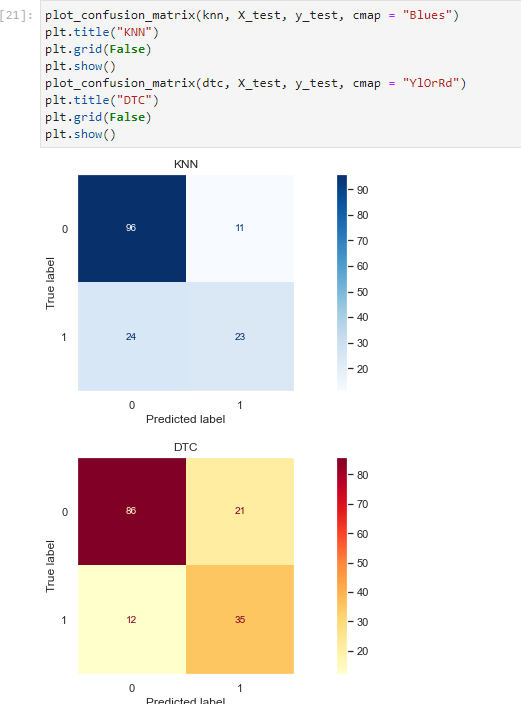 [21]: plot_confusion_matrix(knn, X_test, y_test, cmap = "Blues")
plt.title("KNN")
plt.grid(False)
plt.show()
plot_confusion_matrix(dtc, X_test, y_test, cmap = "YlOrRd")
plt.title("DTC")
plt.grid(False)
plt.show()
KNN
0 96 11
1 24 23
True label
0 1
Predicted label
90
80
70
60
50
40
30
20
DTC
0 86 21
1 12 35
True label
0 1
Predicted label
80
70
60
50
40
30
20